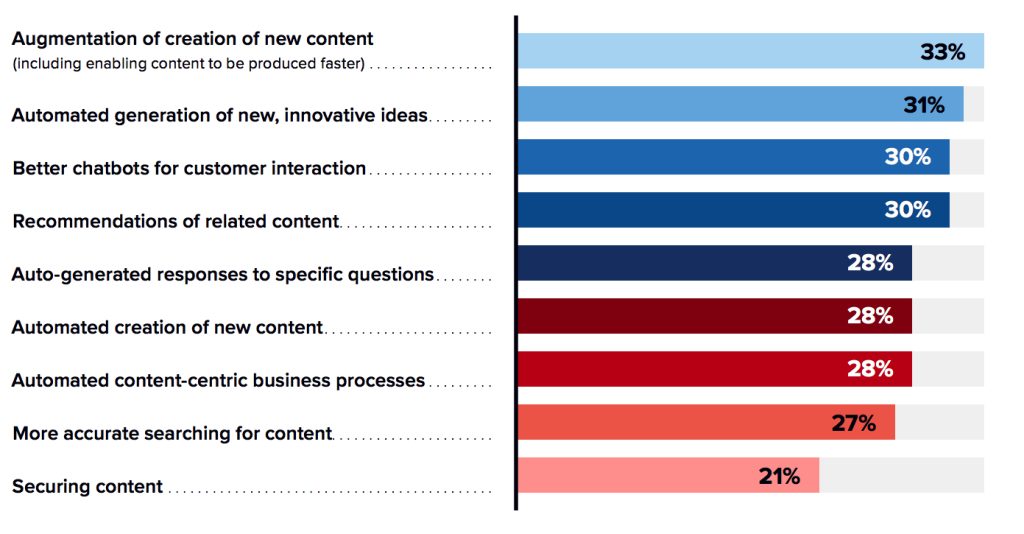 Augmentation of creation of new content
(including enabling content to be produced faster) .................. 33%
Automated generation of new, innovative ideas......... 31%
Better chatbots for customer interaction................. 30%
Recommendations of related content..................... 30%
Auto-generated responses to specific questions........ 28%
Automated creation of new content....................... 28%
Automated content-centric business processes......... 28%
More accurate searching for content...................... 27%
Securing content ............................................ 21%